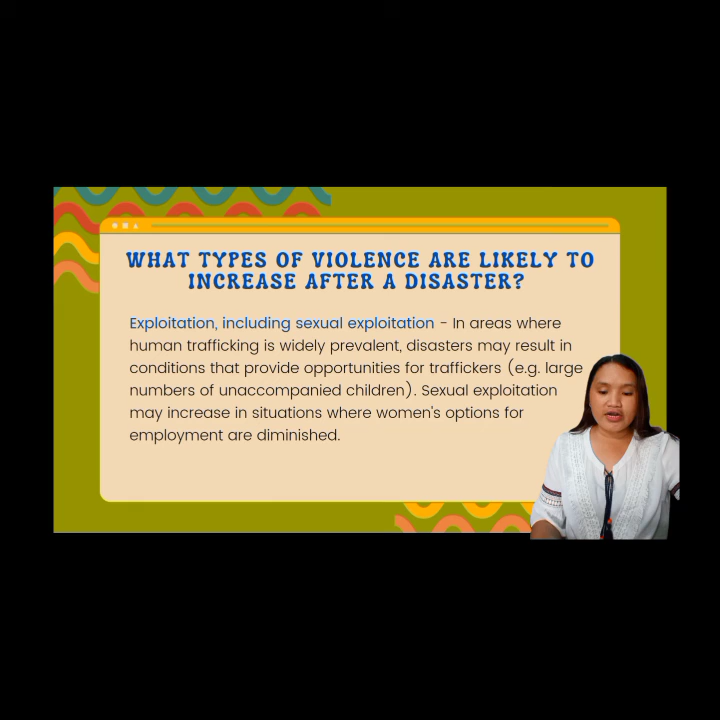 WHAT TYPES OF VIOLENCE ARE LIKELY TO
INCREASE AFTER A DISASTER?
Exploitation, including sexual exploitation - In areas where
human trafficking is widely prevalent, disasters may result in
conditions that provide opportunities for traffickers (e.g. large
numbers of unaccompanied children). Sexual exploitation
may increase in situations where women's options for
employment are diminished.